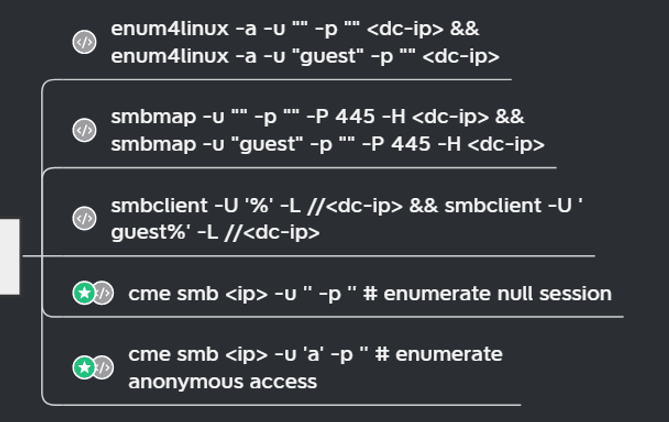 enum4linux -a -u "" -p "" <dc-ip> &&
enum4linux -a -u "guest" -p "" <dc-ip>
smbmap -u "" -p "" -P 445 -H <dc-ip> &&
smbmap -u "guest" -p "" -P 445 -H <dc-ip>
smbclient -U '%' -L //<dc-ip> && smbclient -U '
guest%' -L //<dc-ip>
cme smb <ip> -u '' -p '' # enumerate null session
cme smb <ip> -u 'a' -p '' # enumerate
anonymous access